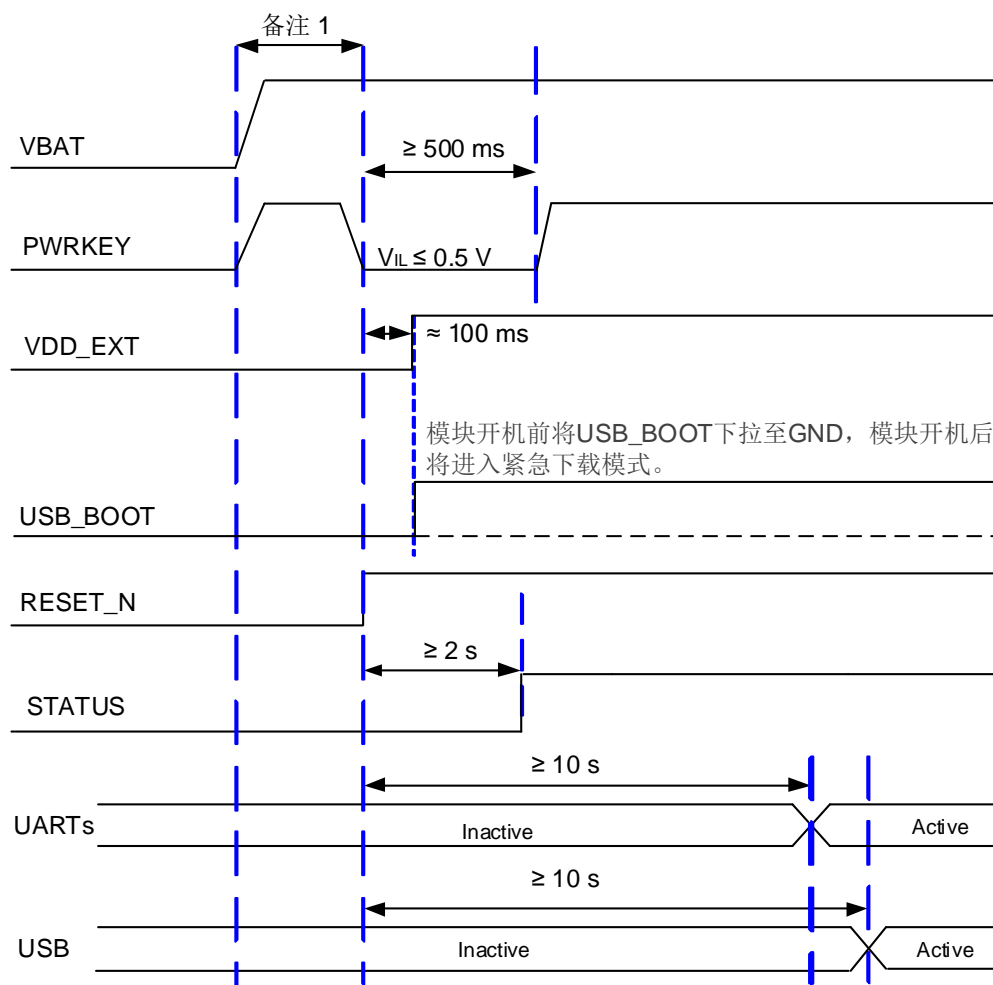 备注 1
VBAT
≥ 500 ms
PWRKEY
VIL ≤ 0.5 V
VDD_EXT
≈ 100 ms
模块开机前将USB_BOOT下拉至GND，模块开机后
将进入紧急下载模式。
USB_BOOT
RESET_N
≥ 2 s
STATUS
≥ 10 s
UARTs
Inactive
Active
≥ 10 s
USB
Inactive
Active